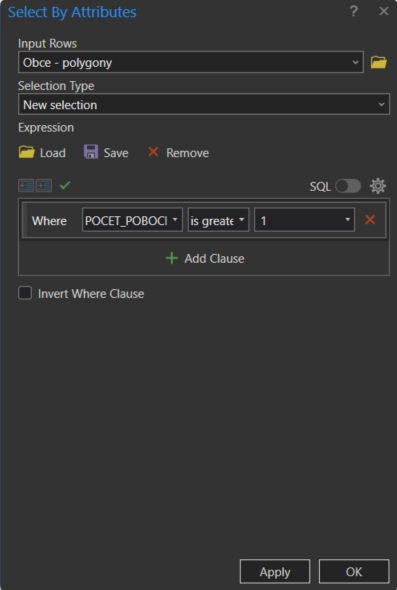 Select By Attributes ?
Input Rows
Obce - polygony
Selection Type
New selection
Expression
Load Save Remove
SQL
Where POCET_POBOC is greate 1
Add Clause
Invert Where Clause
Apply OK